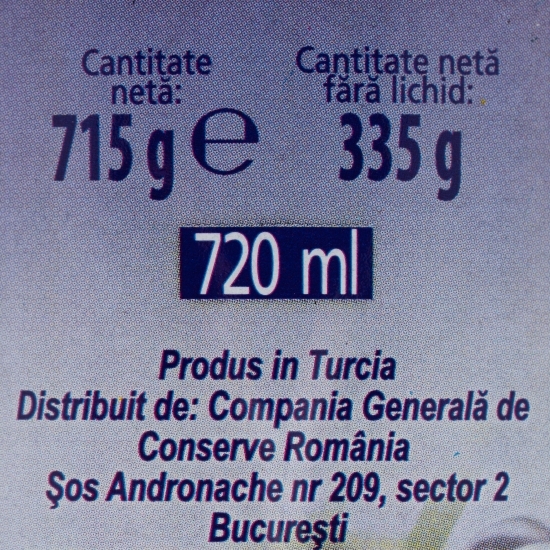 Cantitate
netă:
715 g ℮
Cantitate netă
fără lichid:
335 g
720 ml
Produs in Turcia
Distribuit de: Compania Generală de
Conserve România
Şos Andronache nr 209, sector 2
Bucureşti